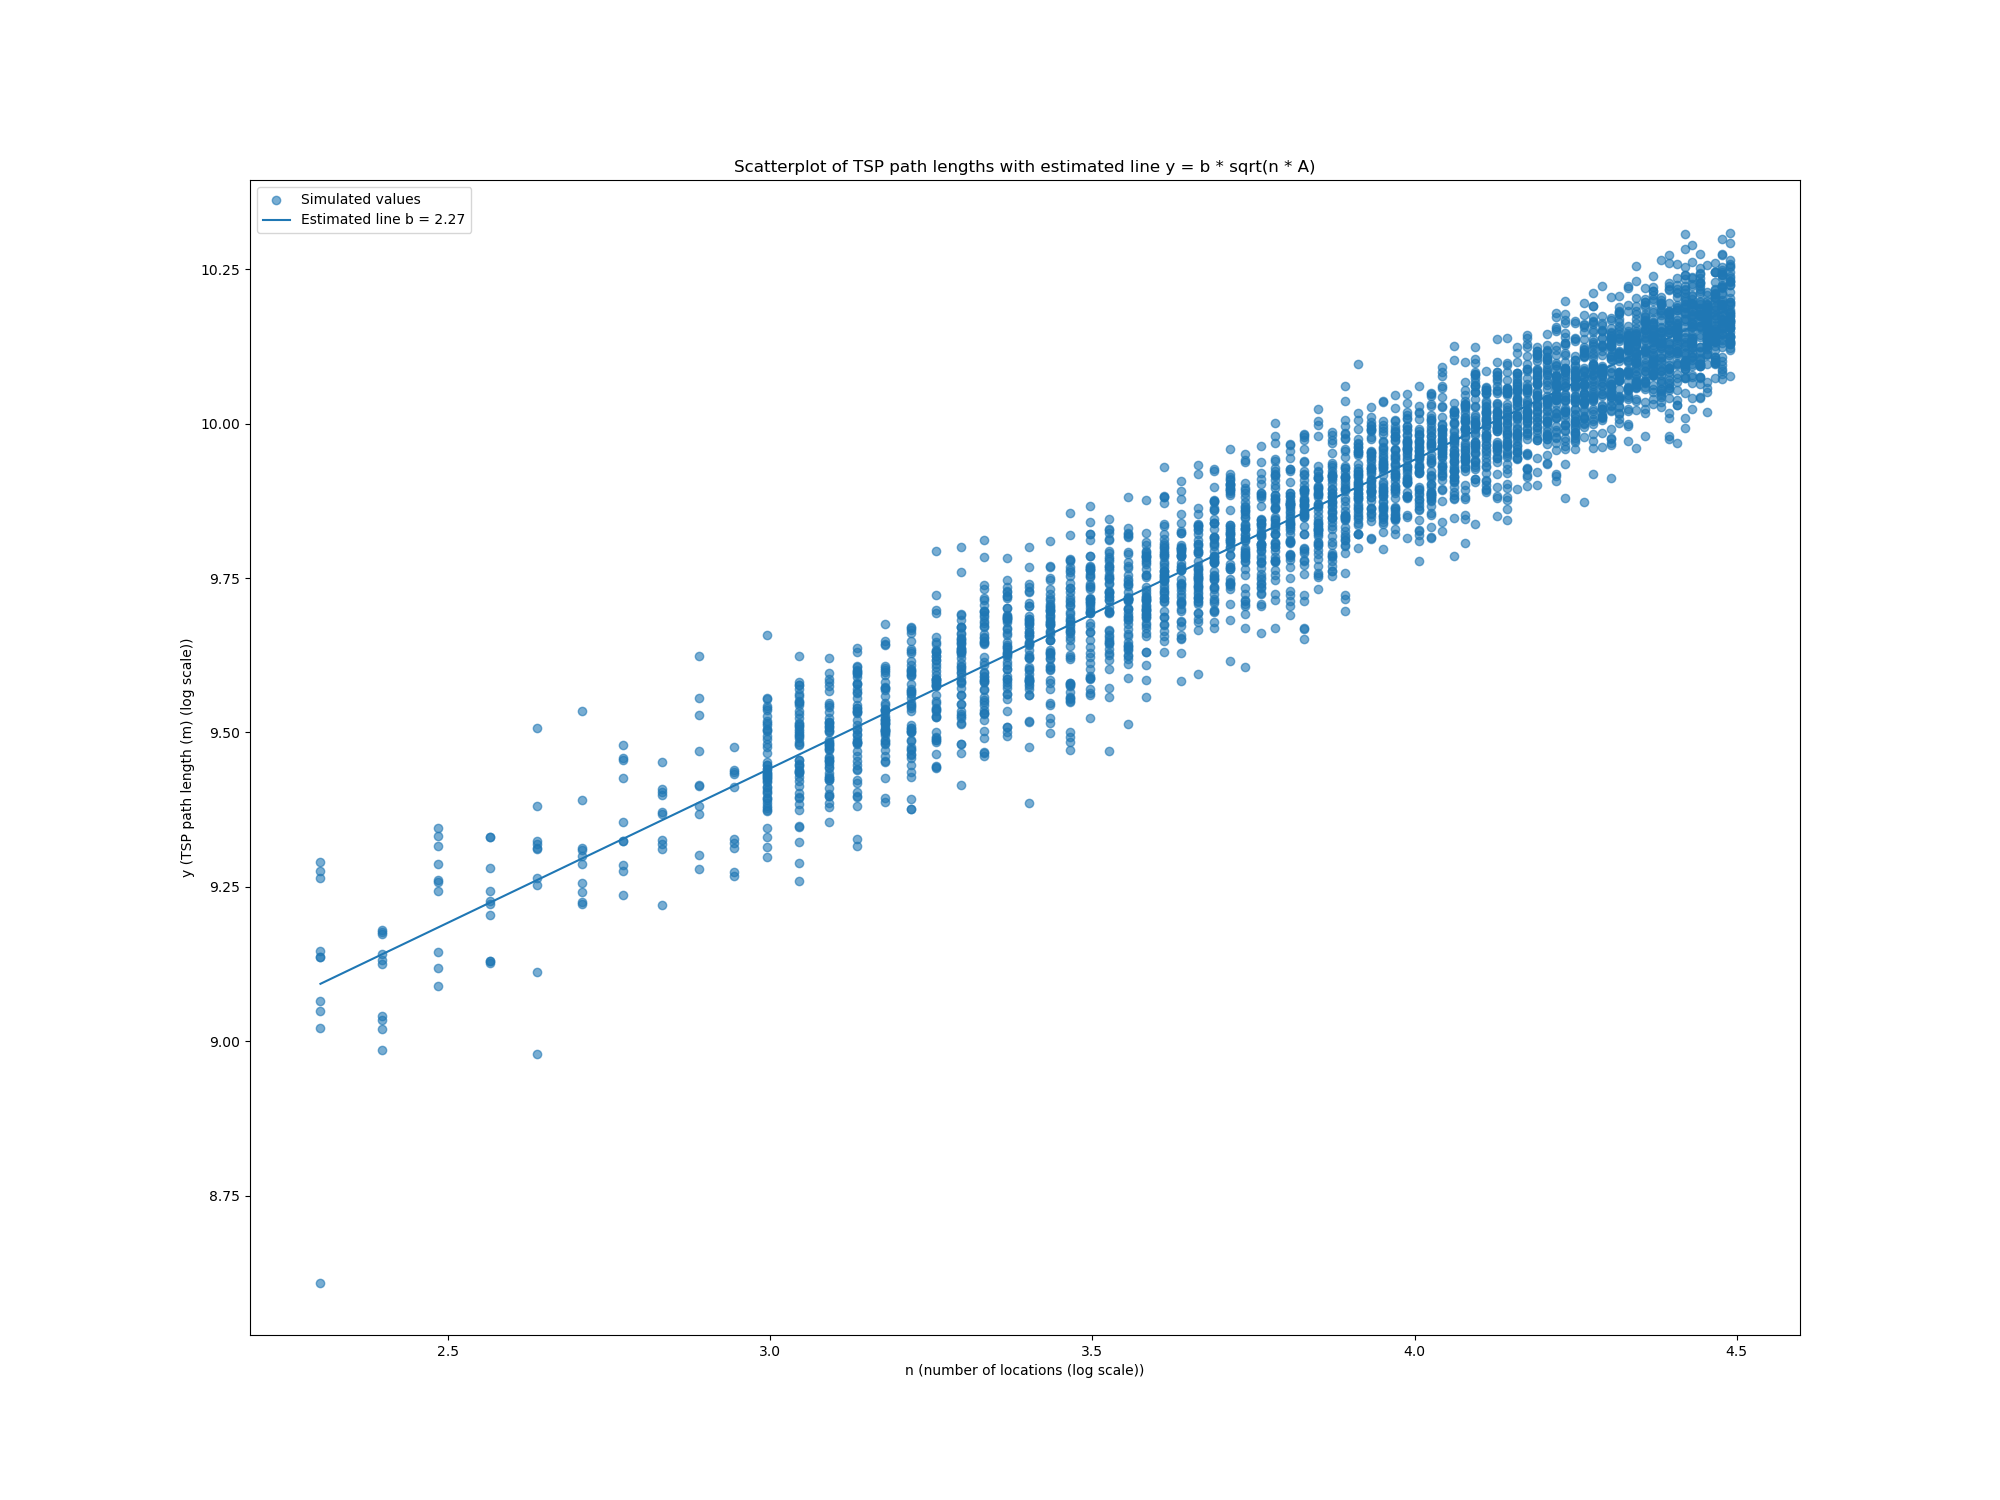 Scatterplot of TSP path lengths with estimated line y = b * sqrt(n * A)
Simulated values
Estimated line b = 2.27
10.25
10.00
9.75
9.50
9.25
9.00
8.75
y (TSP path length (m) (log scale))
2.5
3.0
3.5
4.0
4.5
n (number of locations (log scale))